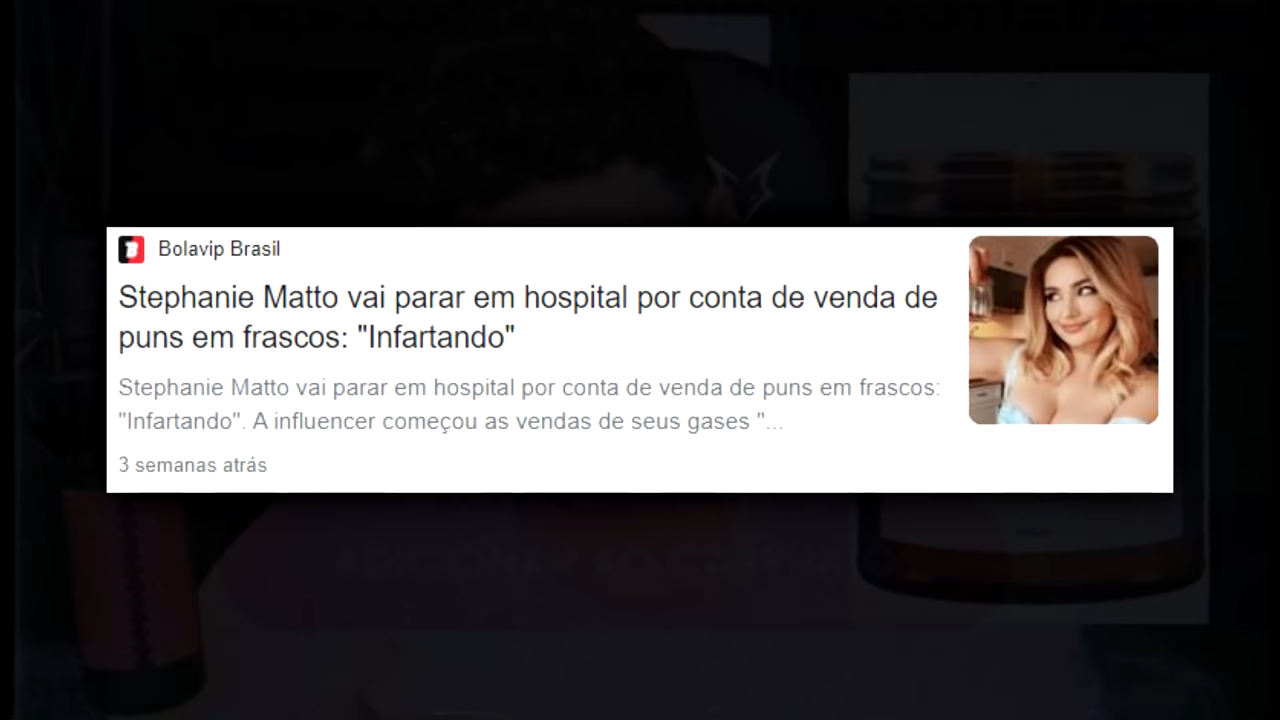 Bolavip Brasil
Stephanie Matto vai parar em hospital por conta de venda de
puns em frascos: "Infartando"
Stephanie Matto vai parar em hospital por conta de venda de puns em frascos:
"Infartando". A influencer começou as vendas de seus gases "...
3 semanas atrás